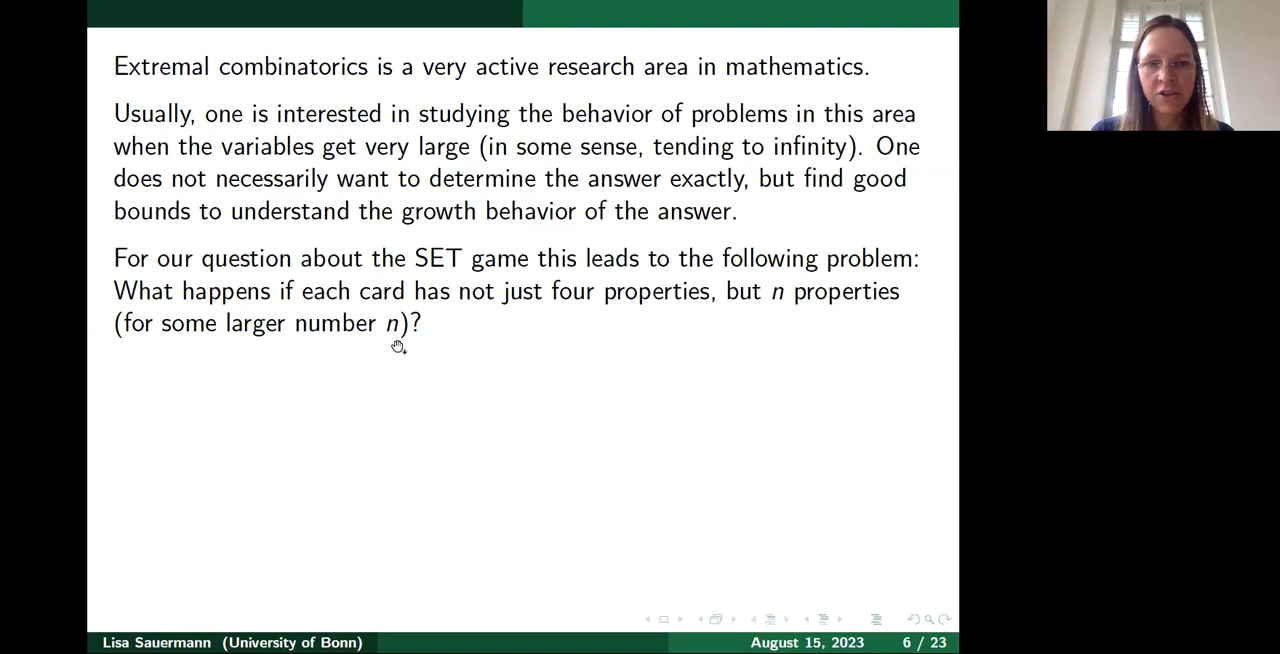 Extremal combinatorics is a very active research area in mathematics.
Usually, one is interested in studying the behavior of problems in this area
when the variables get very large (in some sense, tending to infinity). One
does not necessarily want to determine the answer exactly, but find good
bounds to understand the growth behavior of the answer.
For our question about the SET game this leads to the following problem:
What happens if each card has not just four properties, but n properties
(for some larger number n)?
Lisa Sauermann (University of Bonn) August 15, 2023 6 / 23